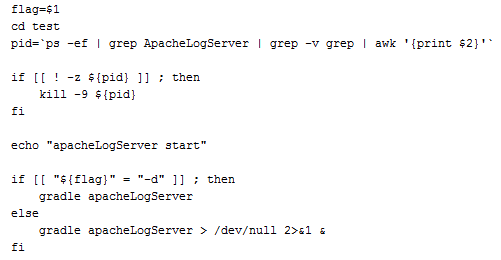 flag=$1
cd test
pid=`ps -ef | grep ApacheLogServer | grep -v grep | awk '{print $2}'`
if [[ ! -z ${pid} ]] ; then
    kill -9 ${pid}
fi
echo "apacheLogServer start"
if [[ "${flag}" = "-d" ]] ; then
    gradle apacheLogServer
else
    gradle apacheLogServer > /dev/null 2>&1 &
fi